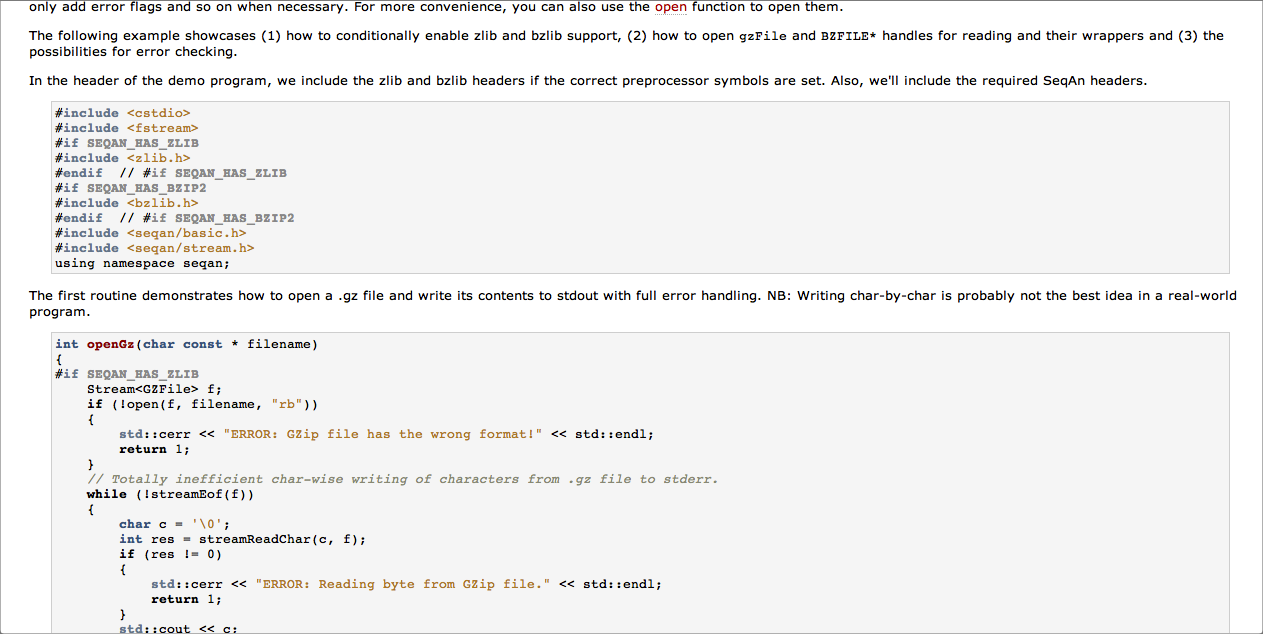 only add error flags and so on when necessary. For more convenience, you can also use the open function to open them.
The following example showcases (1) how to conditionally enable zlib and bzlib support, (2) how to open gzFile and BZFILE* handles for reading and their wrappers and (3) the
possibilities for error checking.
In the header of the demo program, we include the zlib and bzlib headers if the correct preprocessor symbols are set. Also, we'll include the required SeqAn headers.
#include <cstdio>
#include <fstream>
#if SEQAN_HAS_ZLIB
#include <zlib.h>
#endif  // #if SEQAN_HAS_ZLIB
#if SEQAN_HAS_BZIP2
#include <bzlib.h>
#endif  // #if SEQAN_HAS_BZIP2
#include <seqan/basic.h>
#include <seqan/stream.h>
using namespace seqan;
The first routine demonstrates how to open a .gz file and write its contents to stdout with full error handling. NB: Writing char-by-char is probably not the best idea in a real-world
program.
int openGz(char const * filename)
{
#if SEQAN_HAS_ZLIB
    Stream<GZFile> f;
    if (!open(f, filename, "rb"))
    {
        std::cerr << "ERROR: GZip file has the wrong format!" << std::endl;
        return 1;
    }
    // Totally inefficient char-wise writing of characters from .gz file to stderr.
    while (!streamEof(f))
    {
        char c = '\0';
        int res = streamReadChar(c, f);
        if (res != 0)
        {
            std::cerr << "ERROR: Reading byte from GZip file." << std::endl;
            return 1;
        }
        std::cout << c;